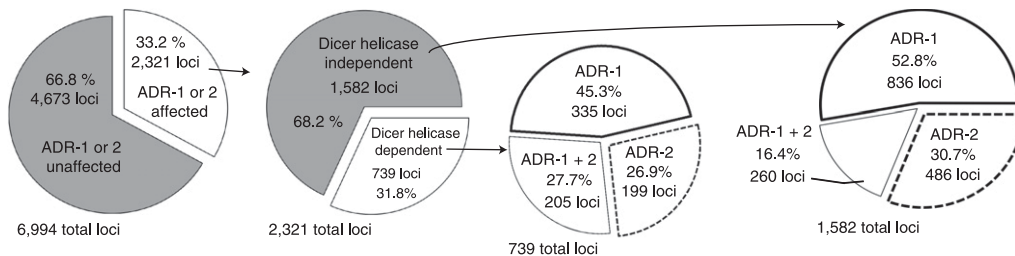 66.8 %
4,673 loci
ADR-1 or 2
unaffected
33.2 %
2,321 loci
ADR-1 or 2
affected
6,994 total loci
Dicer helicase
independent
1,582 loci
68.2 %
Dicer helicase
dependent
739 loci
31.8%
2,321 total loci
ADR-1
45.3%
335 loci
ADR-1 + 2
27.7%
205 loci
ADR-2
26.9%
199 loci
739 total loci
ADR-1
52.8%
836 loci
ADR-1 + 2
16.4%
260 loci
ADR-2
30.7%
486 loci
1,582 total loci